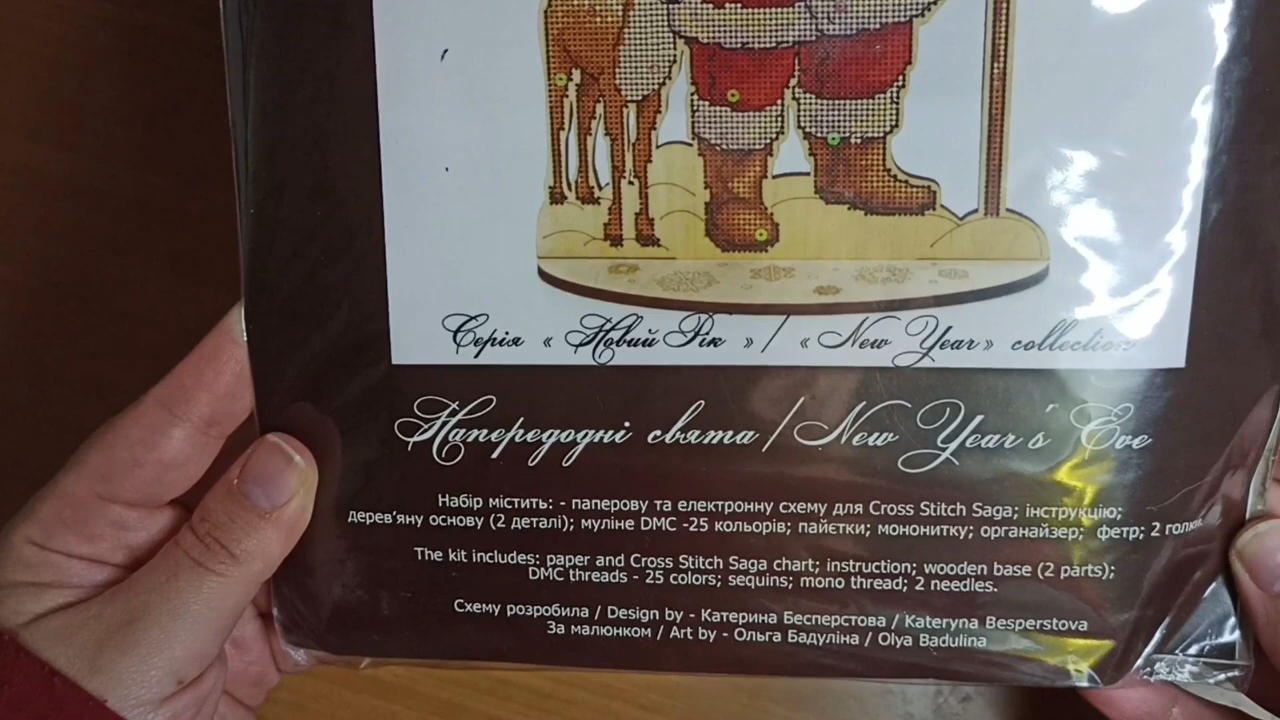 Серія « Новий Рік » / « New Year» collection
Напередодні свята / New Year's Eve
Набір містить: - паперову та електронну схему для Cross Stitch Saga; інструкцію;
дерев'яну основу (2 деталі); муліне DMC -25 кольорів; пайєтки; мононитку; органайзер; фетр; 2 голки.
The kit includes: paper and Cross Stitch Saga chart; instruction; wooden base (2 parts);
DMC threads - 25 colors; sequins; mono thread; 2 needles.
Схему розробила / Design by - Катерина Бесперстова / Kateryna Besperstova
За малюнком / Art by - Ольга Бадуліна / Olya Badulina